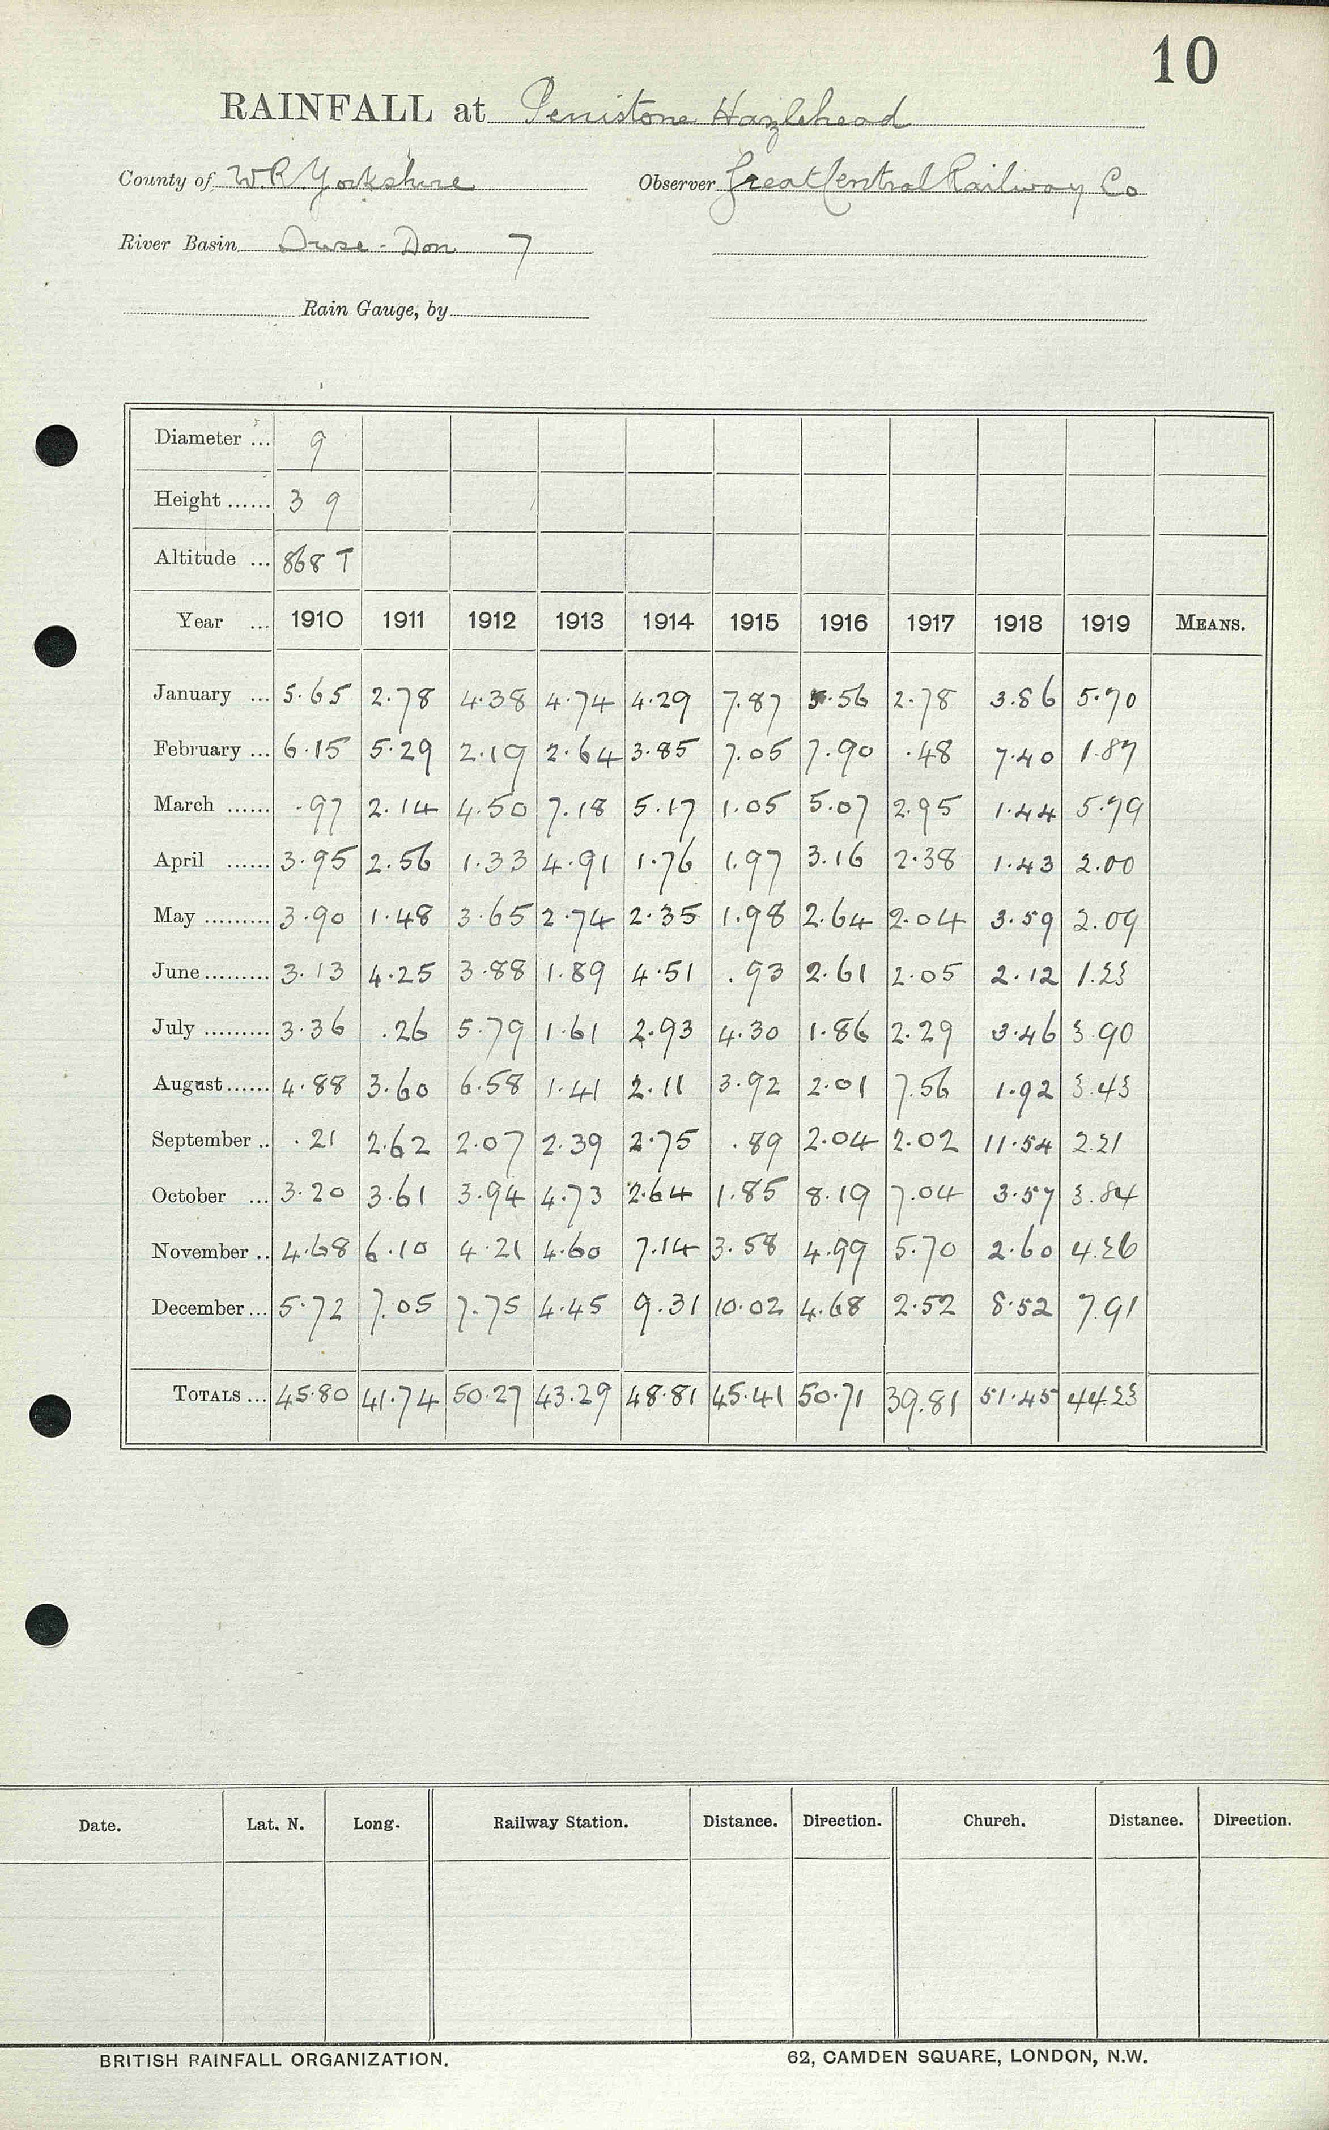 10
RAINFALL at Penistone Hazlehead
County of W.R. Yorkshire Observer Great Central Railway Co
River Basin Ouse - Don 7
Rain Gauge, by
Diameter ... 9
Height ...... 3 9
Altitude ... 868 T
Year ... 1910 1911 1912 1913 1914 1915 1916 1917 1918 1919 MEANS.
January ... 5.65 2.78 4.38 4.74 4.29 7.87 5.56 2.78 3.86 5.70
February ... 6.15 5.29 2.19 2.64 3.85 7.05 7.90 .48 7.40 1.87
March ...... .97 2.14 4.50 7.18 5.17 1.05 5.07 2.95 1.44 5.79
April ...... 3.95 2.56 1.33 4.91 1.76 1.97 3.16 2.38 1.43 2.00
May ......... 3.90 1.48 3.65 2.74 2.35 1.98 2.64 2.04 3.59 2.09
June ......... 3.13 4.25 3.88 1.89 4.51 .93 2.61 2.05 2.12 1.23
July ......... 3.36 .26 5.79 1.61 2.93 4.30 1.86 2.29 3.46 3.90
August ...... 4.88 3.60 6.58 1.41 2.11 3.92 2.01 7.56 1.92 3.43
September .. .21 2.62 2.07 2.39 2.75 .89 2.04 2.02 11.54 2.21
October ... 3.20 3.61 3.94 4.73 2.64 1.85 8.19 7.04 3.57 3.84
November .. 4.68 6.10 4.21 4.60 7.14 3.58 4.99 5.70 2.60 4.26
December ... 5.72 7.05 7.75 4.45 9.31 10.02 4.68 2.52 8.52 7.91
TOTALS ... 45.80 41.74 50.27 43.29 48.81 45.41 50.71 39.81 51.45 44.23
Date. Lat. N. Long. Railway Station. Distance. Direction. Church. Distance. Direction.
BRITISH RAINFALL ORGANIZATION. 62, CAMDEN SQUARE, LONDON, N.W.